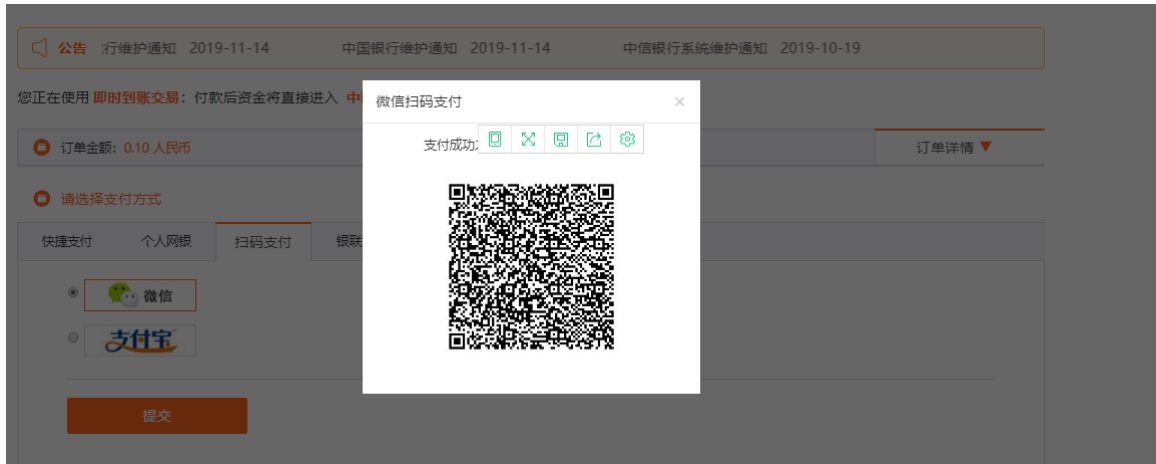 公告 行维护通知 2019-11-14 中国银行维护通知 2019-11-14 中信银行系统维护通知 2019-10-19
您正在使用 即时到账交易：付款后资金将直接进入
微信扫码支付 ×
支付成功
订单金额：0.10 人民币 订单详情▼
请选择支付方式
快捷支付 个人网银 扫码支付 银联
微信
支付宝
提交